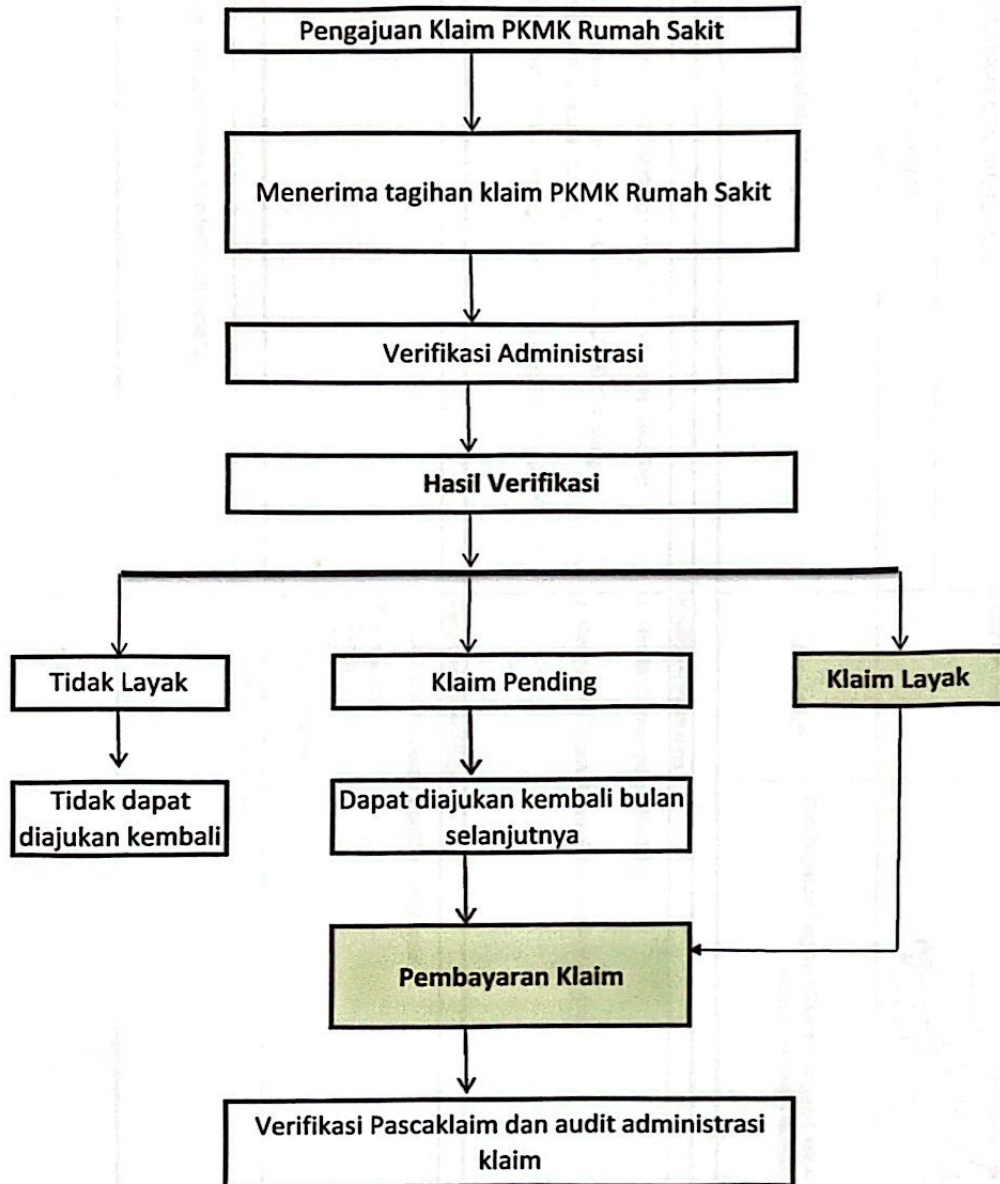 Pengajuan Klaim PKMK Rumah Sakit
Menerima tagihan klaim PKMK Rumah Sakit
Verifikasi Administrasi
Hasil Verifikasi
Tidak Layak
Klaim Pending
Klaim Layak
Tidak dapat
diajukan kembali
Dapat diajukan kembali bulan
selanjutnya
Pembayaran Klaim
Verifikasi Pascaklaim dan audit administrasi
klaim